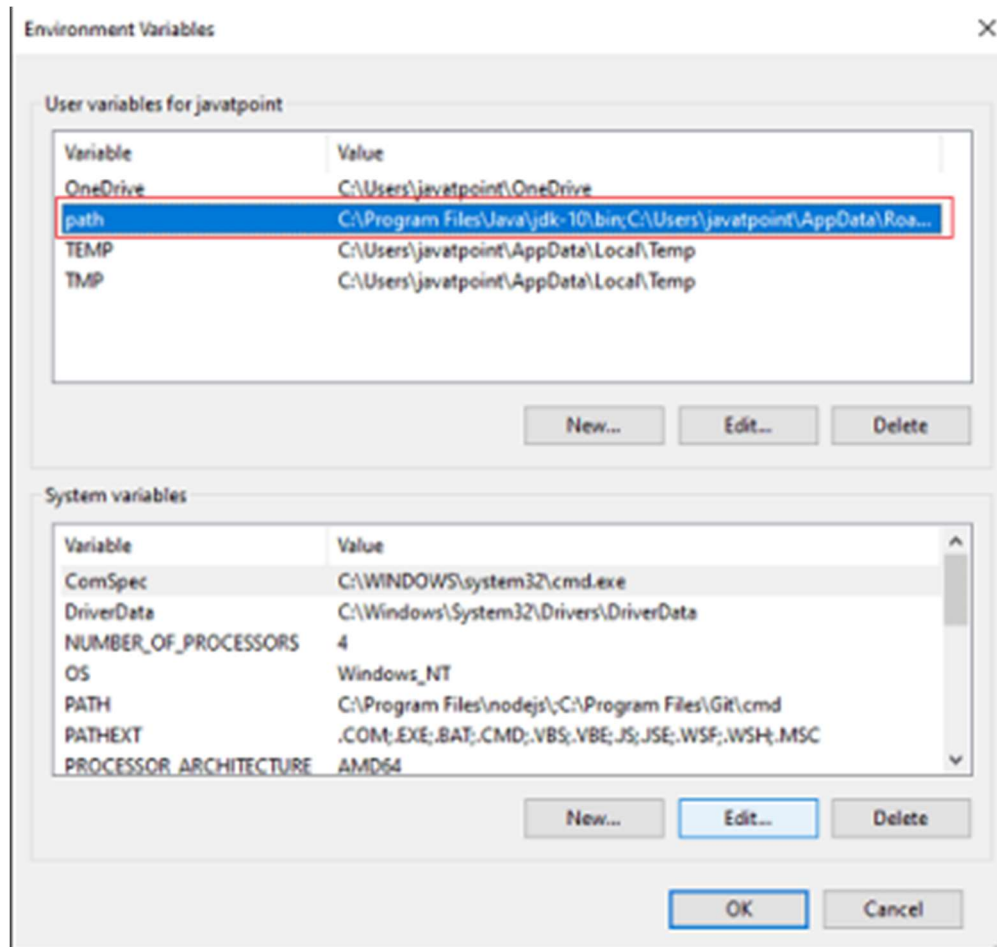 Environment Variables
User variables for javatpoint
Variable Value
OneDrive C:\Users\javatpoint\OneDrive
path C:\Program Files\Java\jdk-10\bin;C:\Users\javatpoint\AppData\Roa...
TEMP C:\Users\javatpoint\AppData\Local\Temp
TMP C:\Users\javatpoint\AppData\Local\Temp
New... Edit... Delete
System variables
Variable Value
ComSpec C:\WINDOWS\system32\cmd.exe
DriverData C:\Windows\System32\Drivers\DriverData
NUMBER_OF_PROCESSORS 4
OS Windows_NT
PATH C:\Program Files\nodejs\;C:\Program Files\Git\cmd
PATHEXT .COM;.EXE;.BAT;.CMD;.VBS;.VBE;.JS;.JSE;.WSF;.WSH;.MSC
PROCESSOR_ARCHITECTURE AMD64
New... Edit... Delete
OK Cancel